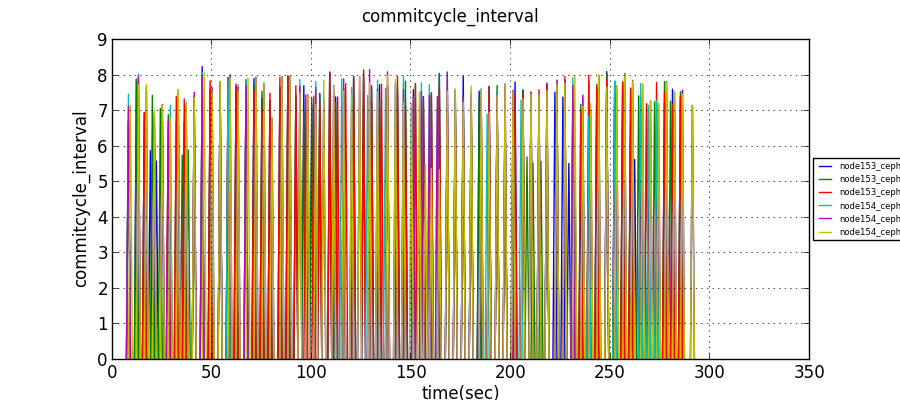 commitcycle_interval
9
8
7
6
5
4
3
2
1
0
commitcycle_interval
0 50 100 150 200 250 300 350
time(sec)
node153_ceph
node153_ceph
node153_ceph
node154_ceph
node154_ceph
node154_ceph